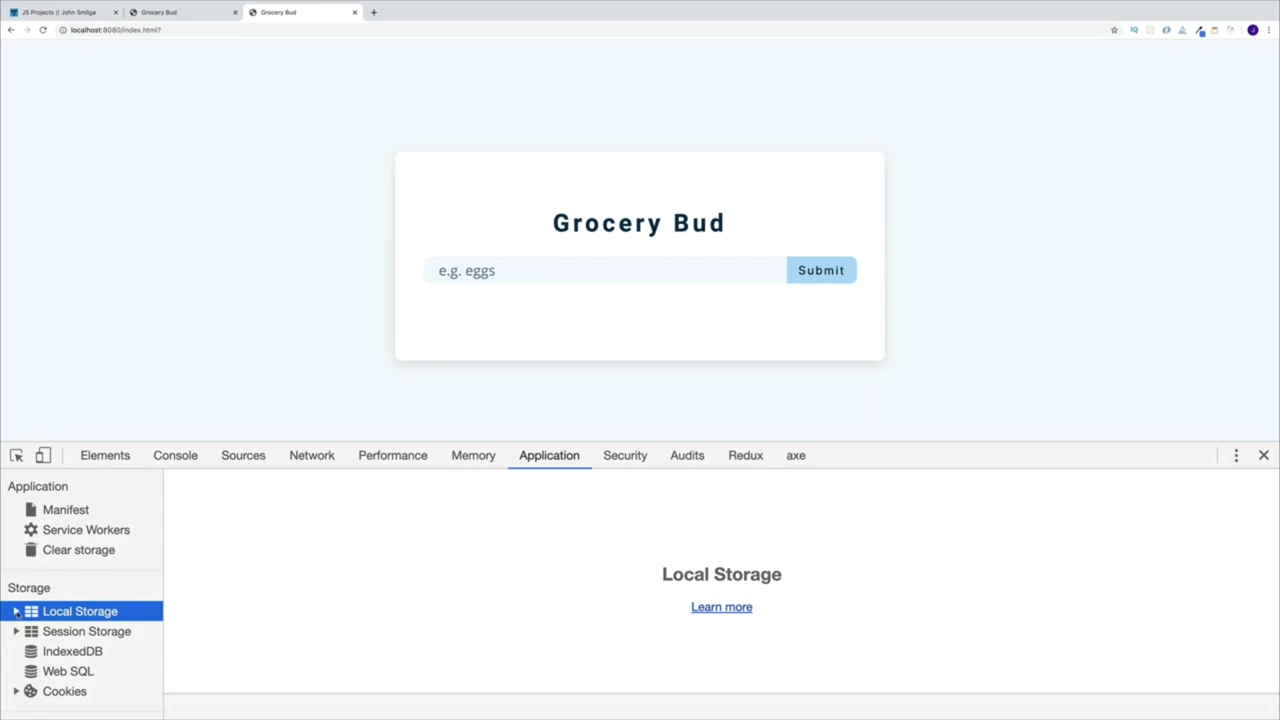 JS Projects || John Smilga
Grocery Bud
Grocery Bud
localhost:8080/index.html?
J
Grocery Bud
e.g. eggs
Submit
Elements
Console
Sources
Network
Performance
Memory
Application
Security
Audits
Redux
axe
Application
Manifest
Service Workers
Clear storage
Storage
Local Storage
Session Storage
IndexedDB
Web SQL
Cookies
Local Storage
Learn more